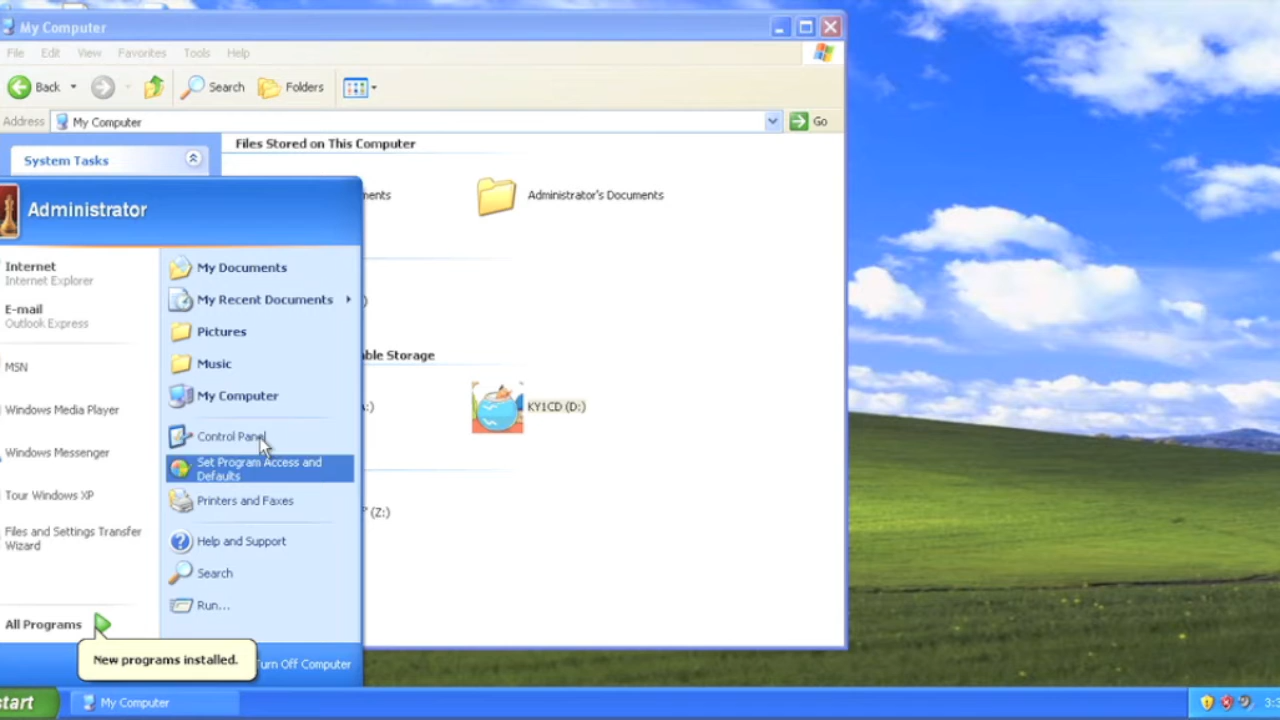 My Computer
File Edit View Favorites Tools Help
Back Search Folders
Address My Computer Go
Files Stored on This Computer
System Tasks
Administrator's Documents
Administrator
Internet
Internet Explorer
E-mail
Outlook Express
MSN
Windows Media Player
Windows Messenger
Tour Windows XP
Files and Settings Transfer
Wizard
All Programs
My Documents
My Recent Documents
Pictures
Music
My Computer
Control Panel
Set Program Access and
Defaults
Printers and Faxes
Help and Support
Search
Run...
KY1CD (D:)
(Z:)
New programs installed.
Turn Off Computer
My Computer